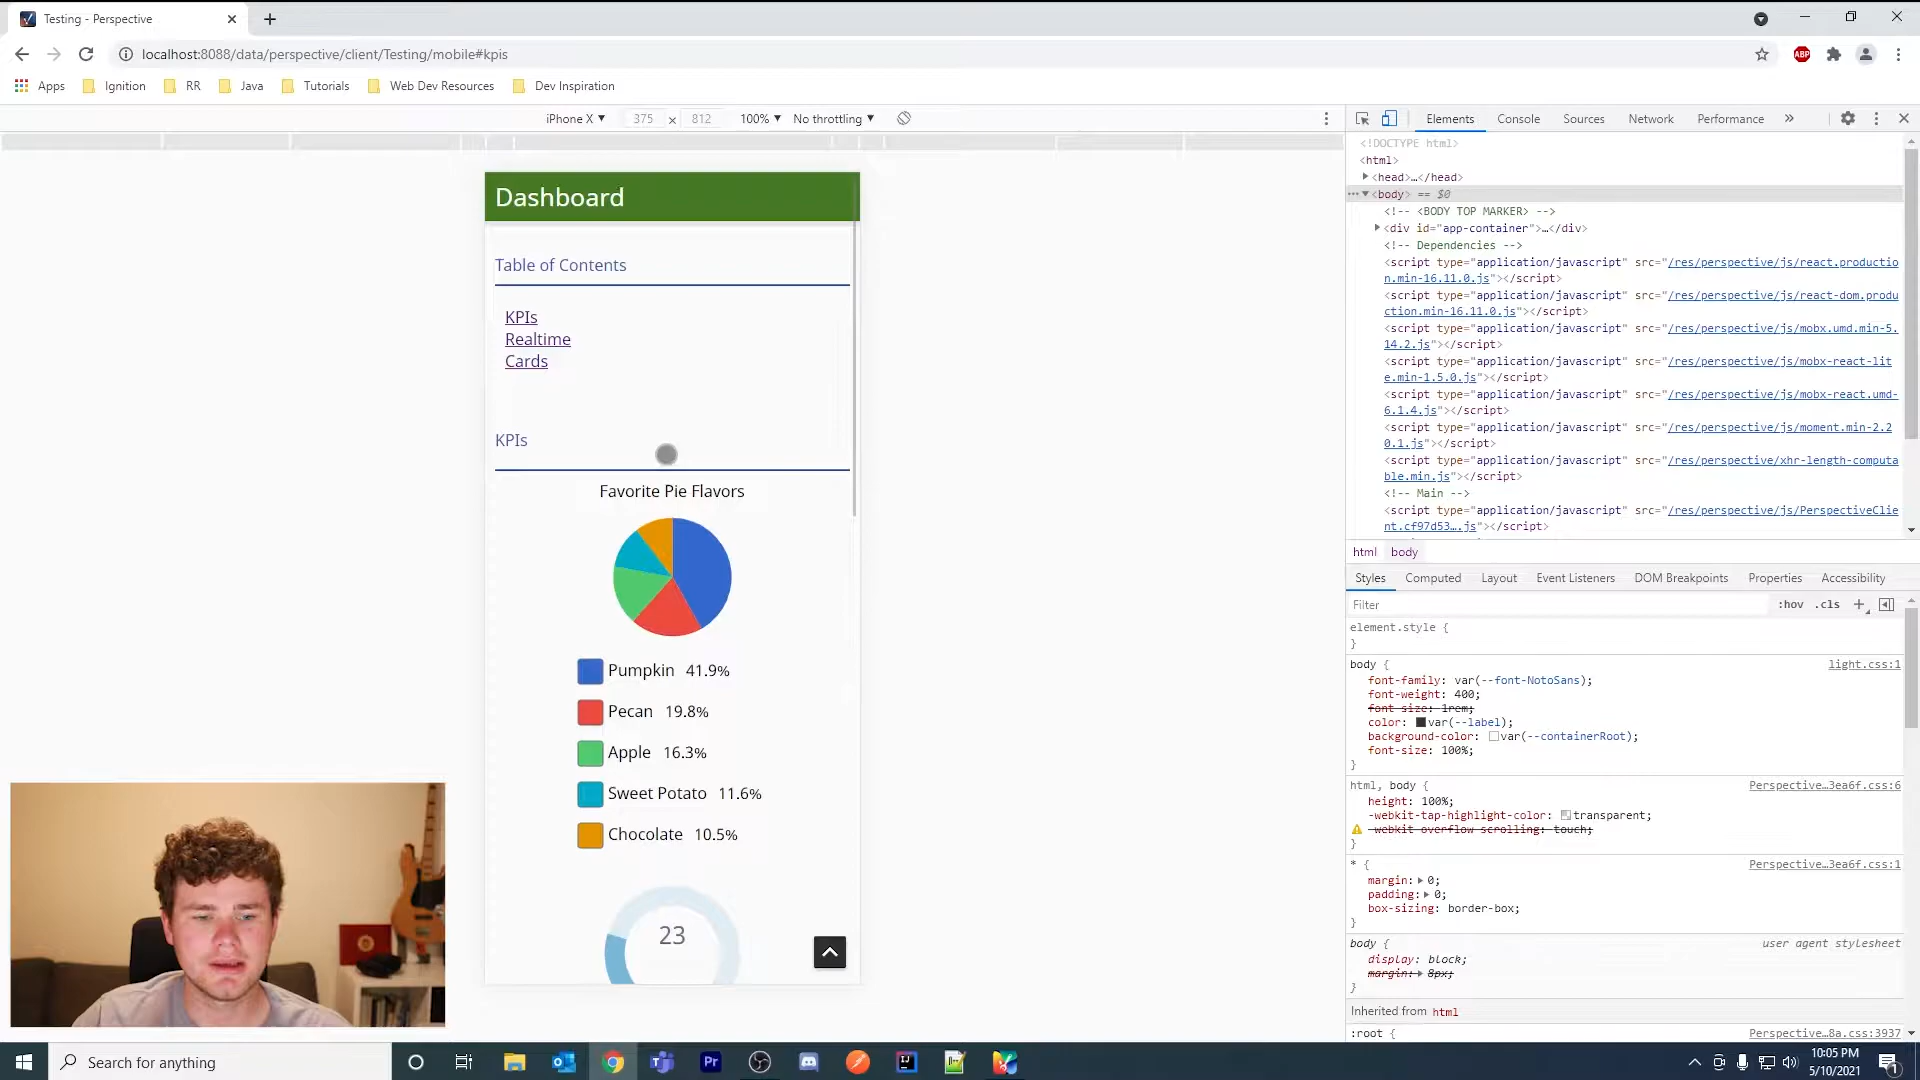 Testing - Perspective
localhost:8088/data/perspective/client/Testing/mobile#kpis
ABP
Apps Ignition RR Java Tutorials Web Dev Resources Dev Inspiration
iPhone X ▼ 375 x 812 100% ▼ No throttling ▼
Elements Console Sources Network Performance »
<!DOCTYPE html>
<html>
<head>…</head>
<body> == $0
<!-- <BODY TOP MARKER> -->
<div id="app-container">…</div>
<!-- Dependencies -->
<script type="application/javascript" src="/res/perspective/js/react.productio
n.min-16.11.0.js"></script>
<script type="application/javascript" src="/res/perspective/js/react-dom.produ
ction.min-16.11.0.js"></script>
<script type="application/javascript" src="/res/perspective/js/mobx.umd.min-5.
14.2.js"></script>
<script type="application/javascript" src="/res/perspective/js/mobx-react-lit
e.min-1.5.0.js"></script>
<script type="application/javascript" src="/res/perspective/js/mobx-react.umd-
6.1.4.js"></script>
<script type="application/javascript" src="/res/perspective/js/moment.min-2.2
0.1.js"></script>
<script type="application/javascript" src="/res/perspective/xhr-length-computa
ble.min.js"></script>
<!-- Main -->
<script type="application/javascript" src="/res/perspective/js/PerspectiveClie
nt.cf97d53….js"></script>
html body
Styles Computed Layout Event Listeners DOM Breakpoints Properties Accessibility
Filter :hov .cls +
element.style {
}
body { light.css:1
font-family: var(--font-NotoSans);
font-weight: 400;
font-size: 1rem;
color: var(--label);
background-color: var(--containerRoot);
font-size: 100%;
}
html, body { Perspective…3ea6f.css:6
height: 100%;
-webkit-tap-highlight-color: transparent;
-webkit-overflow-scrolling: touch;
}
* { Perspective…3ea6f.css:1
margin: 0;
padding: 0;
box-sizing: border-box;
}
body { user agent stylesheet
display: block;
margin: 8px;
}
Inherited from html
:root { Perspective…8a.css:3937
Dashboard
Table of Contents
KPIs
Realtime
Cards
KPIs
Favorite Pie Flavors
Pumpkin 41.9%
Pecan 19.8%
Apple 16.3%
Sweet Potato 11.6%
Chocolate 10.5%
23
Search for anything
Pr
10:05 PM
5/10/2021
1